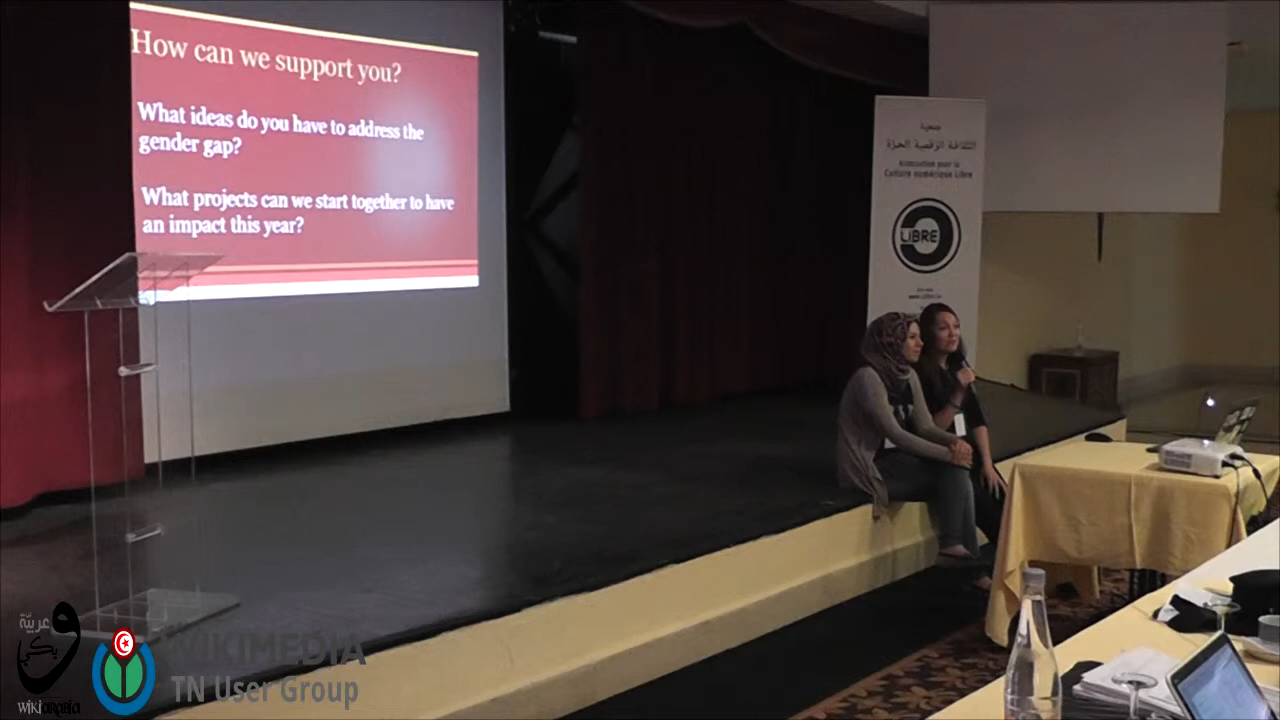 How can we support you?
What ideas do you have to address the
gender gap?
What projects can we start together to have
an impact this year?
جمعية
الثقافة الرقمية الحرة
Association pour la
Culture numérique Libre
LIBRE
عربيّة
ويكي
WIKIARABIA
WIKIMEDIA
TN User Group